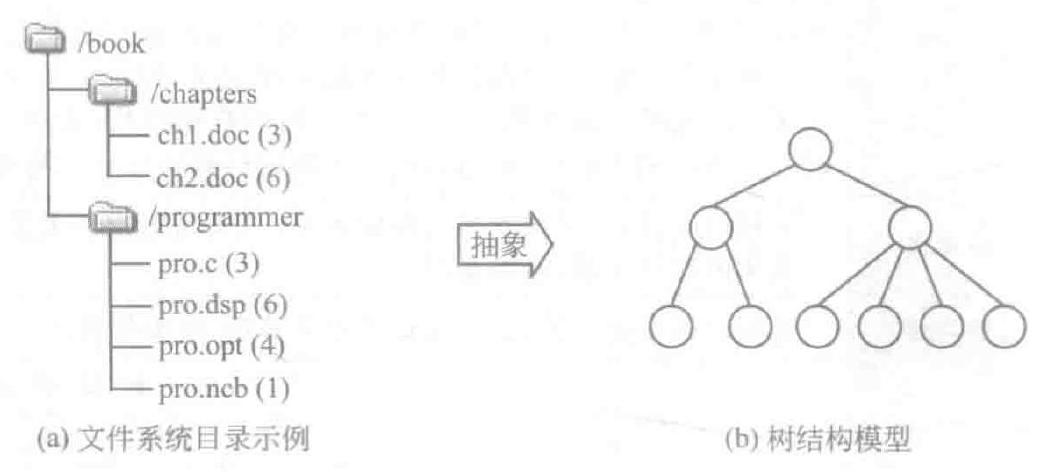 /book
/chapters
ch1.doc (3)
ch2.doc (6)
/programmer
pro.c (3)
pro.dsp (6)
pro.opt (4)
pro.ncb (1)
抽象
(a) 文件系统目录示例
(b) 树结构模型